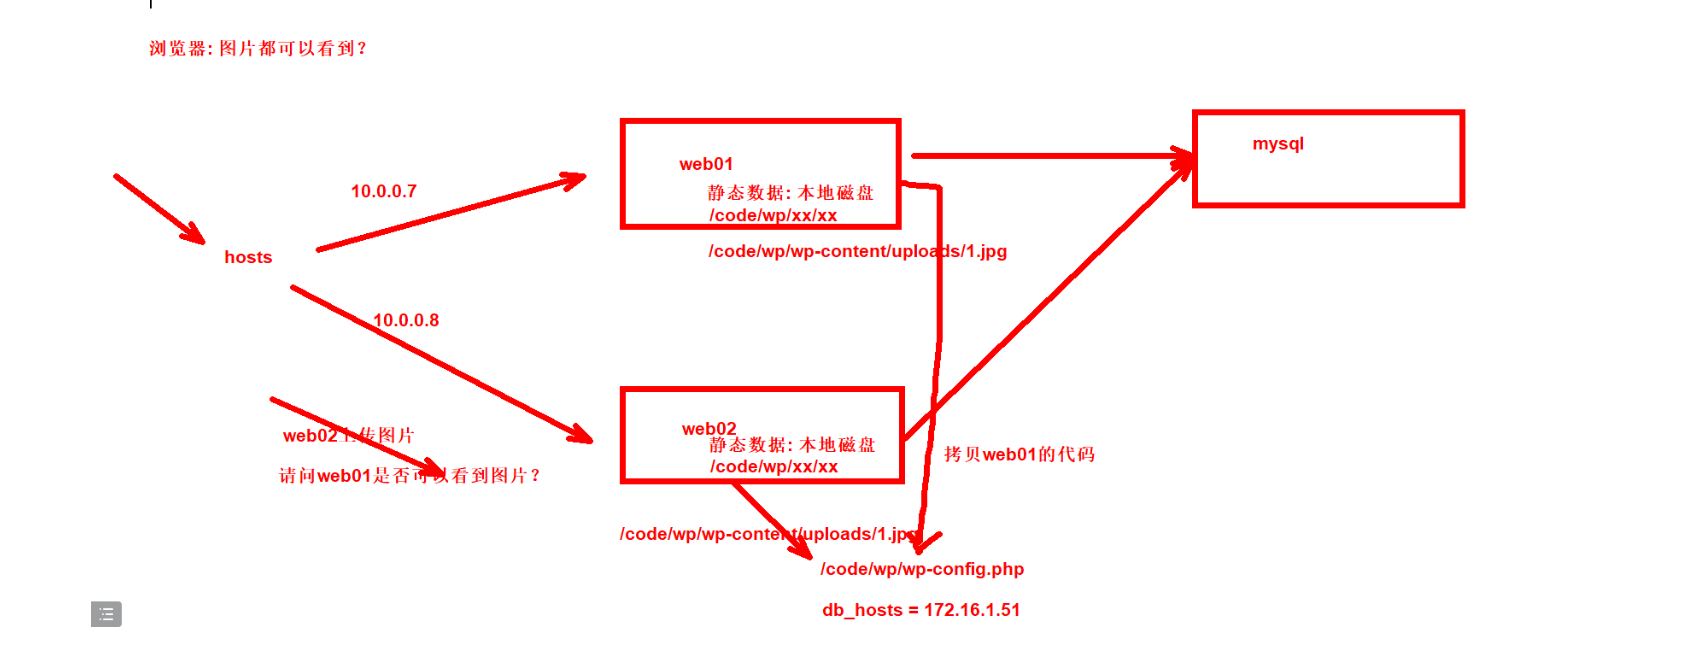 浏览器：图片都可以看到？
mysql
web01
静态数据：本地磁盘
/code/wp/xx/xx
10.0.0.7
/code/wp/wp-content/uploads/1.jpg
hosts
10.0.0.8
web02
静态数据：本地磁盘
/code/wp/xx/xx
web02上传图片
请问web01是否可以看到图片？
拷贝web01的代码
/code/wp/wp-content/uploads/1.jpg
/code/wp/wp-config.php
db_hosts = 172.16.1.51